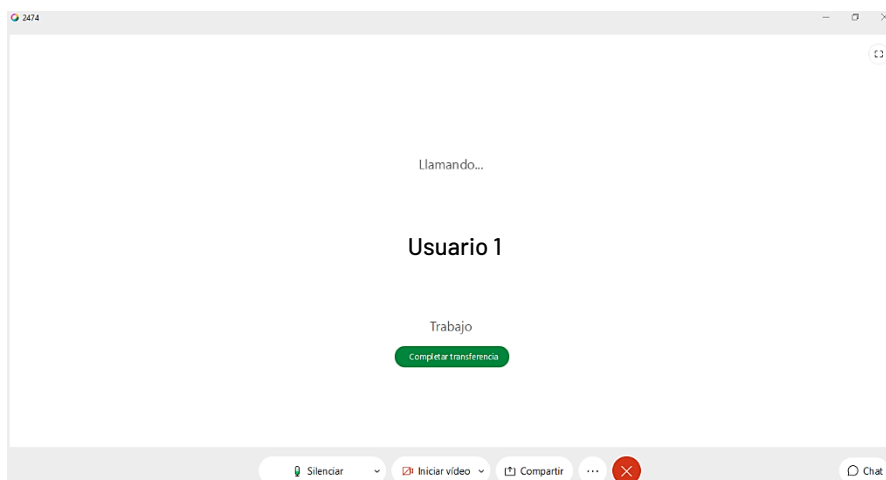 2474
Llamando...
Usuario 1
Trabajo
Completar transferencia
Silenciar
Iniciar vídeo
Compartir
Chat